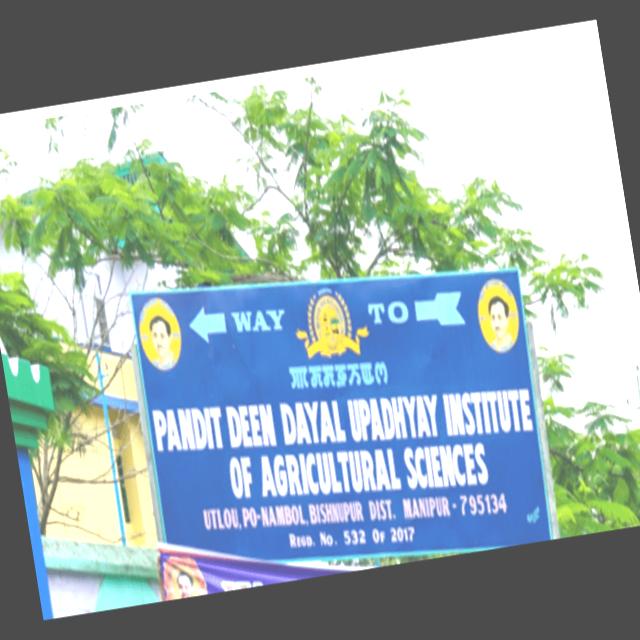 WAY TO
PANDIT DEEN DAYAL UPADHYAY INSTITUTE
OF AGRICULTURAL SCIENCES
UTLOU, PO-NAMBOL, BISHNUPUR DIST. MANIPUR - 795134
REGD. NO. 532 OF 2017